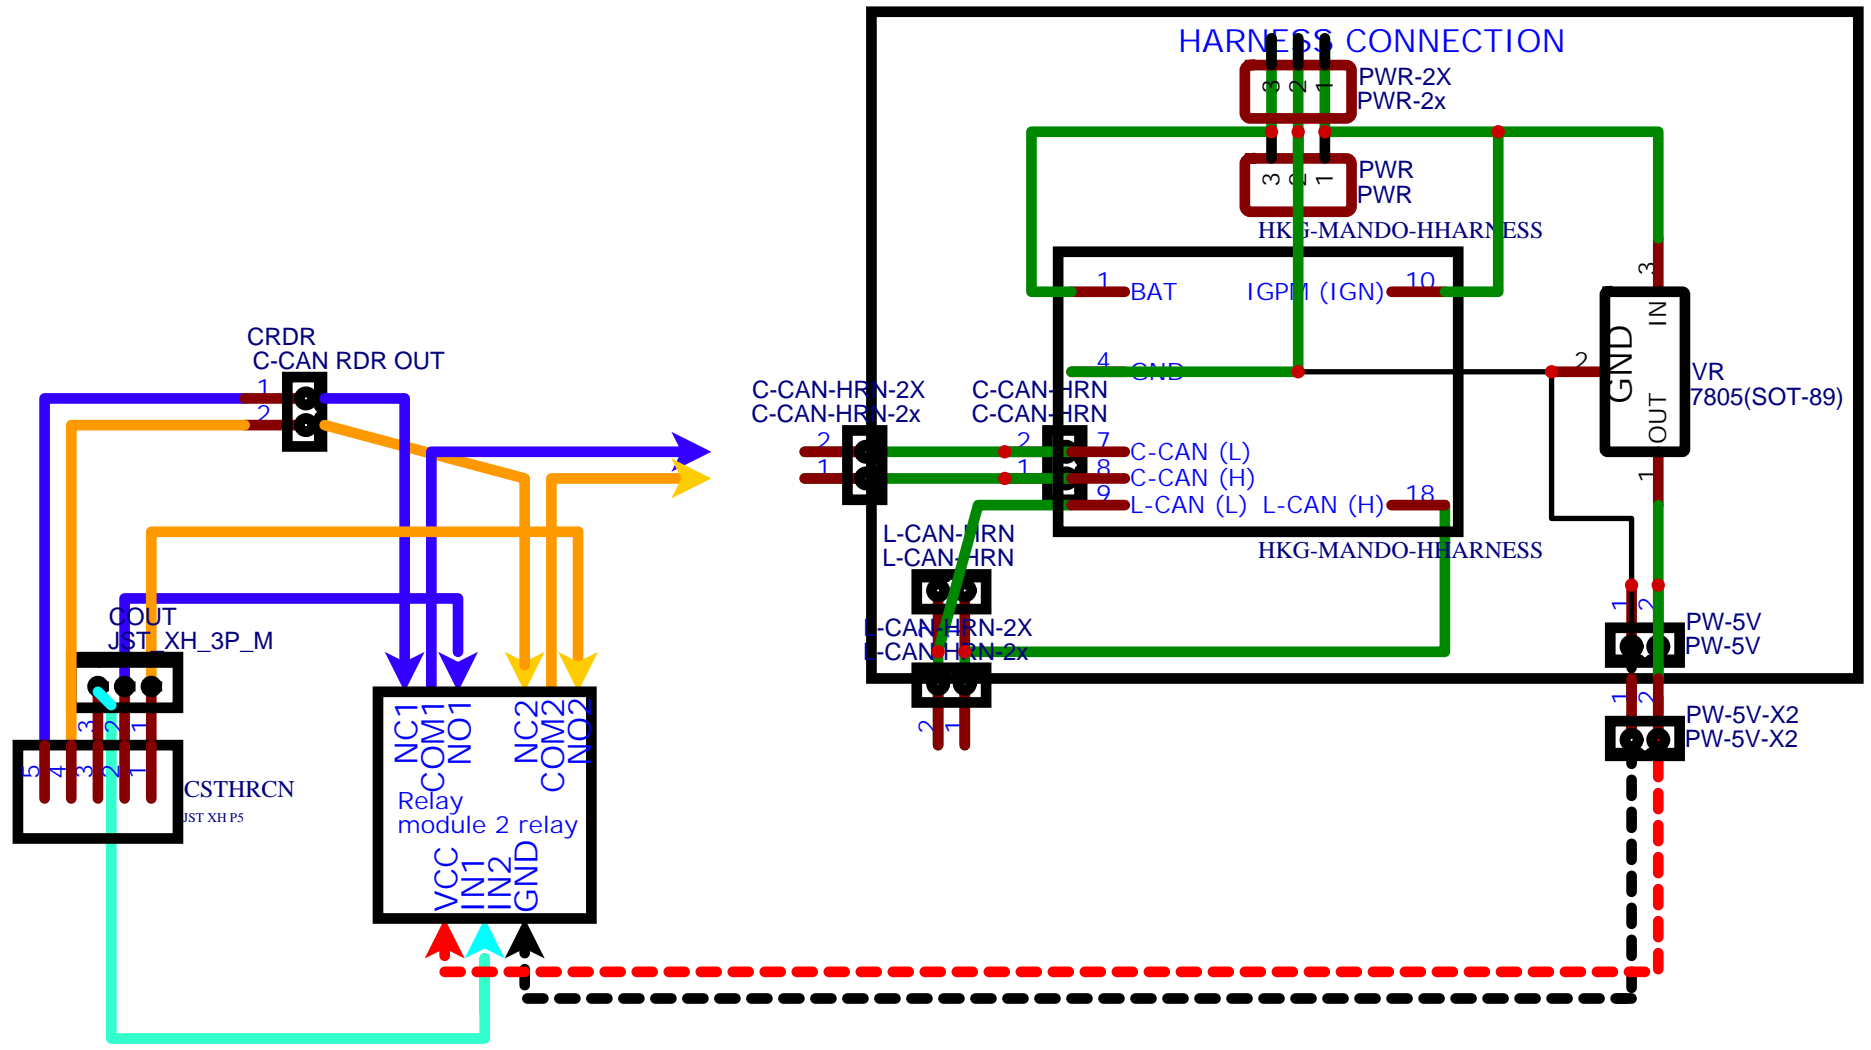 HARNESS CONNECTION
3
2
1
PWR-2X
PWR-2x
3
2
1
PWR
PWR
HKG-MANDO-HHARNESS
1
BAT
IGPM (IGN)
10
3
IN
GND
OUT
2
1
VR
7805(SOT-89)
4
GND
CRDR
C-CAN RDR OUT
1
2
C-CAN-HRN-2X
C-CAN-HRN-2x
C-CAN-HRN
C-CAN-HRN
2
1
2
1
7
C-CAN (L)
8
C-CAN (H)
9
L-CAN (L)
L-CAN (H)
18
HKG-MANDO-HHARNESS
L-CAN-HRN
L-CAN-HRN
L-CAN-HRN-2X
L-CAN-HRN-2x
2
1
1
2
PW-5V
PW-5V
1
2
PW-5V-X2
PW-5V-X2
COUT
JST_XH_3P_M
3
2
1
5
4
3
2
1
CSTHRCN
JST XH P5
NC1
COM1
NO1
NC2
COM2
NO2
Relay
module 2 relay
VCC
IN1
IN2
GND